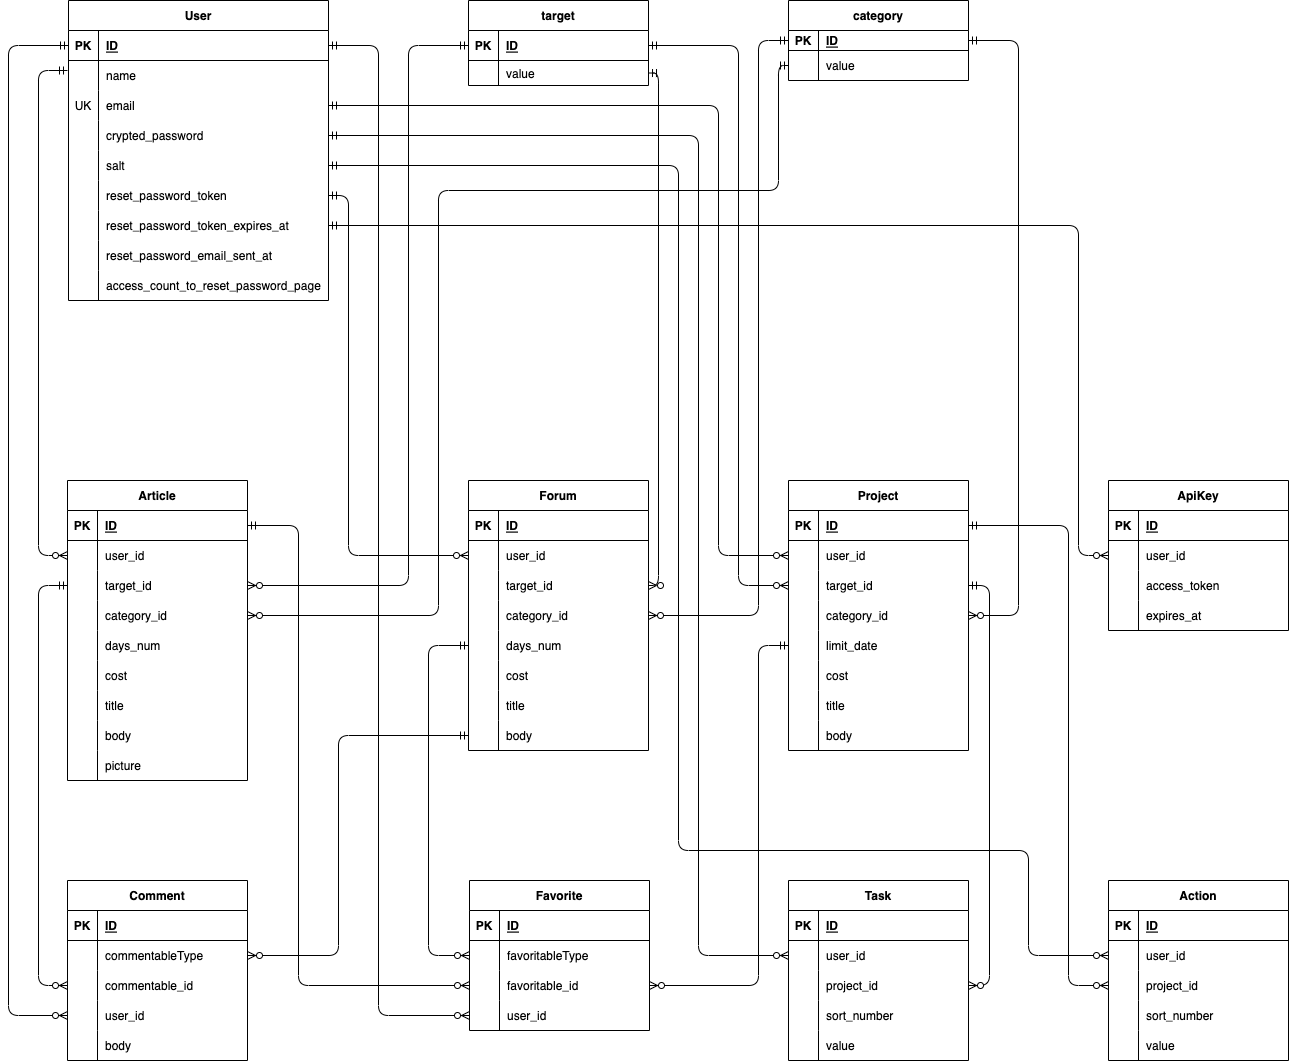 User
PK ID
name
UK email
crypted_password
salt
reset_password_token
reset_password_token_expires_at
reset_password_email_sent_at
access_count_to_reset_password_page
target
PK ID
value
category
PK ID
value
Article
PK ID
user_id
target_id
category_id
days_num
cost
title
body
picture
Forum
PK ID
user_id
target_id
category_id
days_num
cost
title
body
Project
PK ID
user_id
target_id
category_id
limit_date
cost
title
body
ApiKey
PK ID
user_id
access_token
expires_at
Comment
PK ID
commentableType
commentable_id
user_id
body
Favorite
PK ID
favoritableType
favoritable_id
user_id
Task
PK ID
user_id
project_id
sort_number
value
Action
PK ID
user_id
project_id
sort_number
value